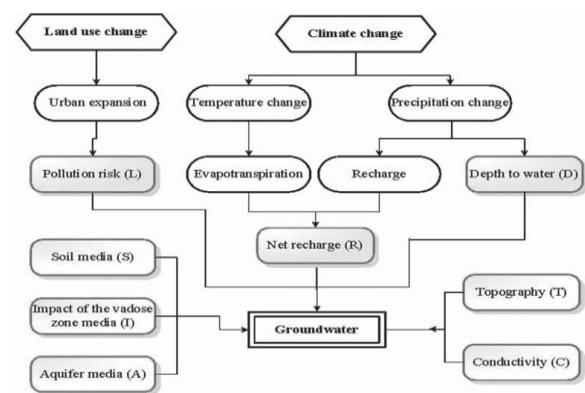 Land use change
Climate change
Urban expansion
Temperature change
Precipitation change
Pollution risk (L)
Evapotranspiration
Recharge
Depth to water (D)
Net recharge (R)
Soil media (S)
Impact of the vadose
zone media (I)
Aquifer media (A)
Groundwater
Topography (T)
Conductivity (C)